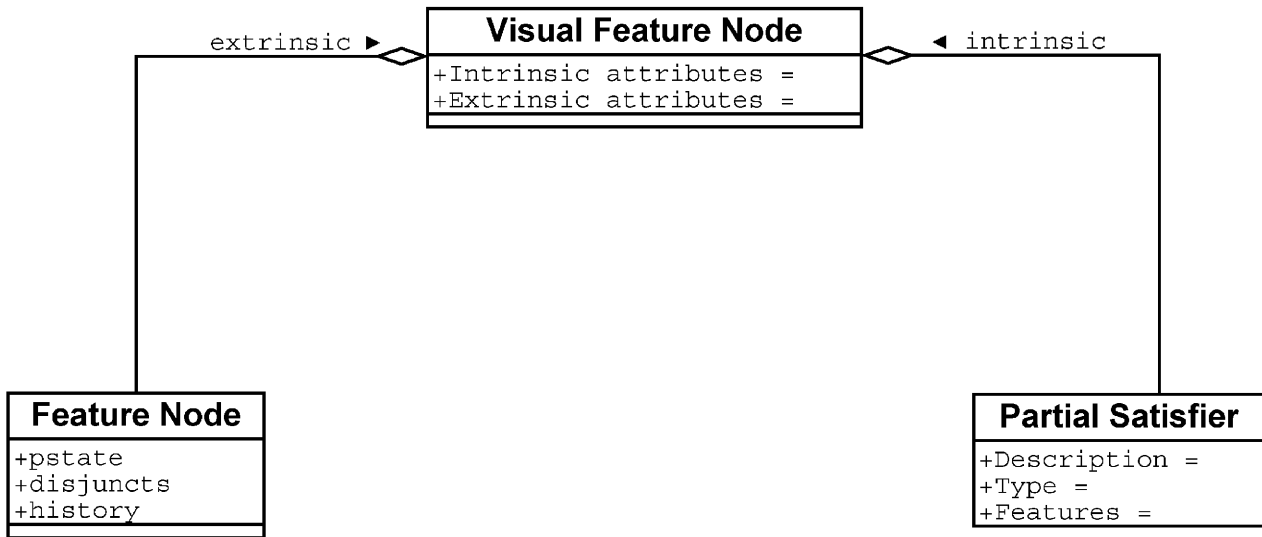 Visual Feature Node
extrinsic ►
◄ intrinsic
+Intrinsic attributes =
+Extrinsic attributes =
Feature Node
+pstate
+disjuncts
+history
Partial Satisfier
+Description =
+Type =
+Features =